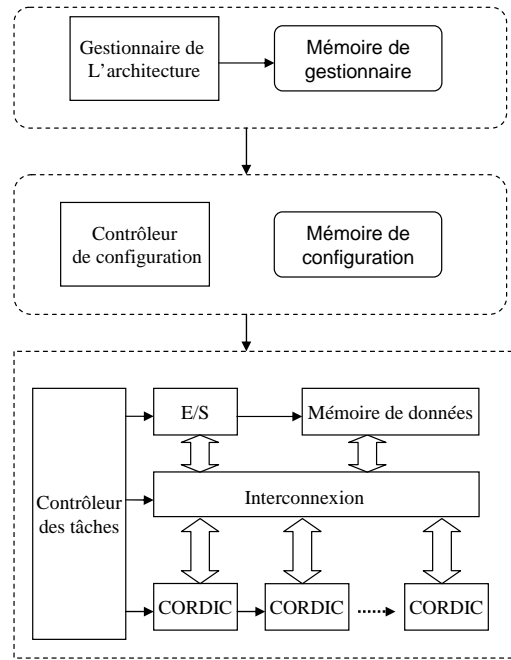 Gestionnaire de
L'architecture
Mémoire de
gestionnaire
Contrôleur
de configuration
Mémoire de
configuration
E/S
Mémoire de données
Contrôleur
des tâches
Interconnexion
CORDIC
CORDIC
CORDIC